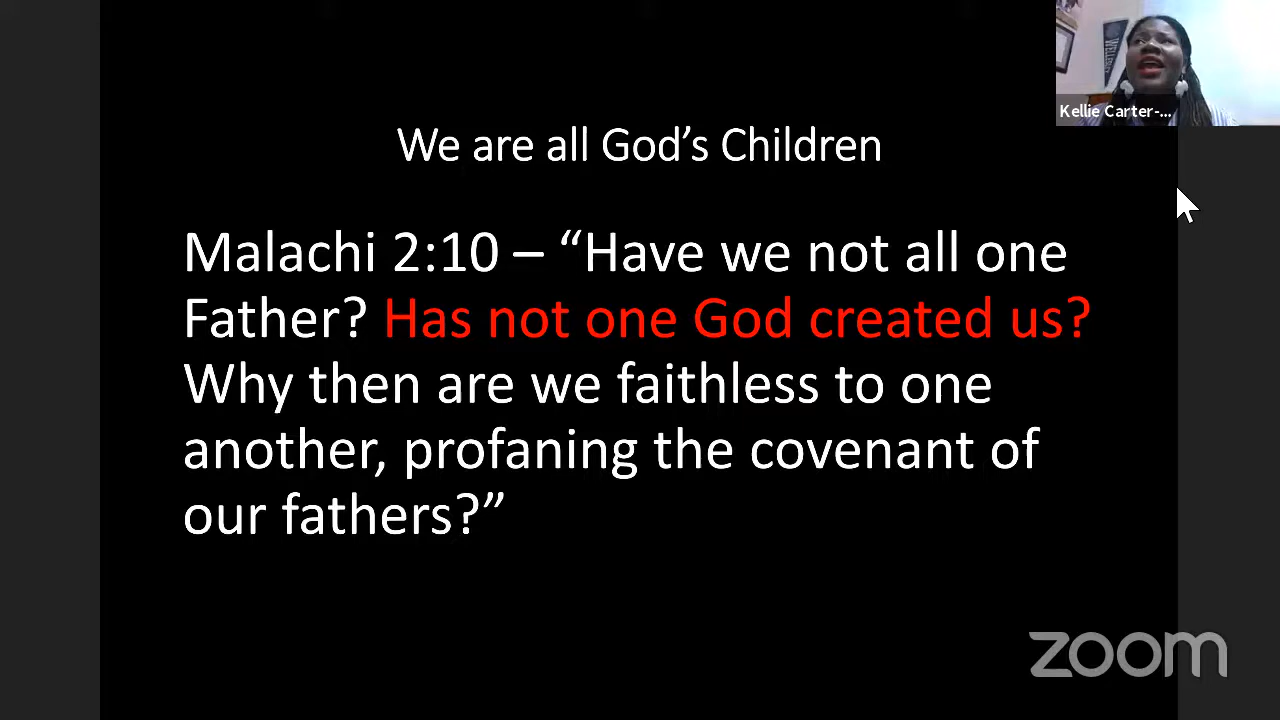 Kellie Carter-...
We are all God’s Children
Malachi 2:10 – “Have we not all one
Father? Has not one God created us?
Why then are we faithless to one
another, profaning the covenant of
our fathers?”
zoom